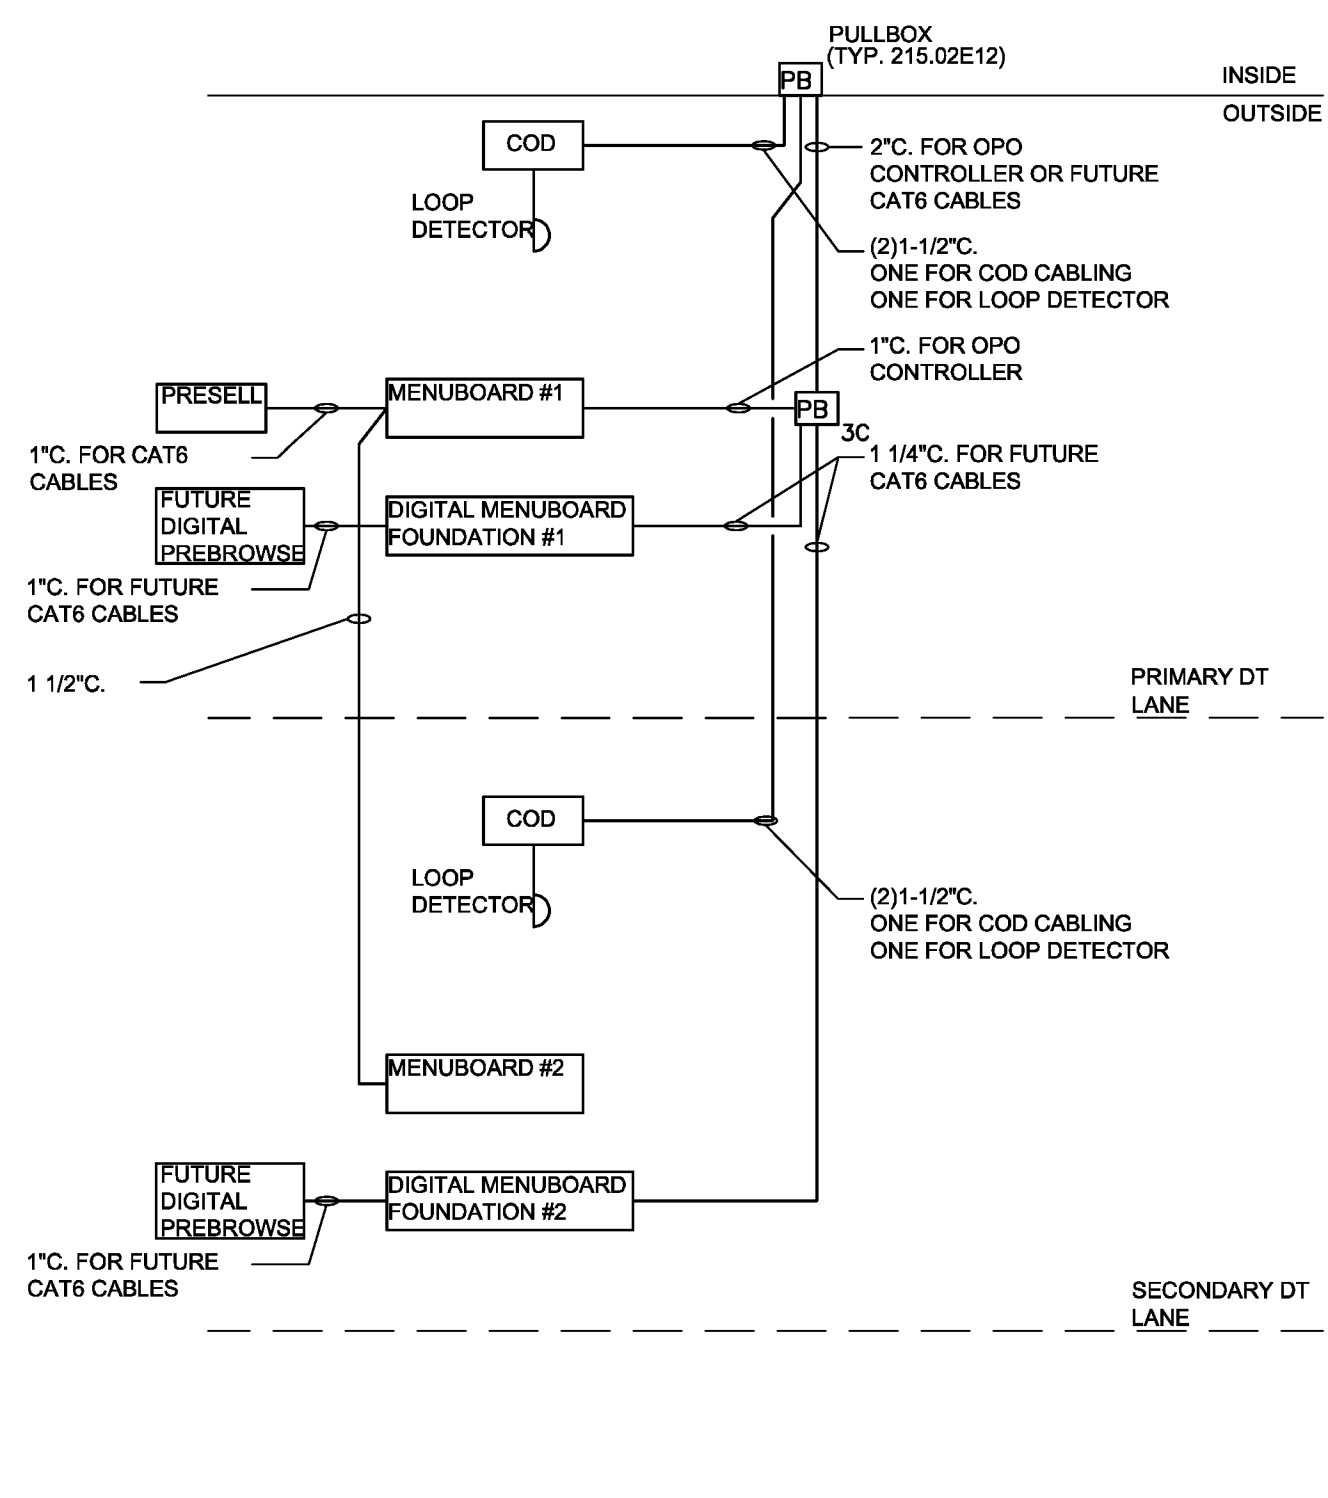 PULLBOX
(TYP. 215.02E12)
PB
INSIDE
OUTSIDE
COD
LOOP
DETECTOR
2"C. FOR OPO
CONTROLLER OR FUTURE
CAT6 CABLES
(2)1-1/2"C.
ONE FOR COD CABLING
ONE FOR LOOP DETECTOR
1"C. FOR OPO
CONTROLLER
PRESELL
MENUBOARD #1
PB
3C
1"C. FOR CAT6
CABLES
1 1/4"C. FOR FUTURE
CAT6 CABLES
FUTURE
DIGITAL
PREBROWSE
DIGITAL MENUBOARD
FOUNDATION #1
1"C. FOR FUTURE
CAT6 CABLES
1 1/2"C.
PRIMARY DT
LANE
COD
LOOP
DETECTOR
(2)1-1/2"C.
ONE FOR COD CABLING
ONE FOR LOOP DETECTOR
MENUBOARD #2
FUTURE
DIGITAL
PREBROWSE
DIGITAL MENUBOARD
FOUNDATION #2
1"C. FOR FUTURE
CAT6 CABLES
SECONDARY DT
LANE